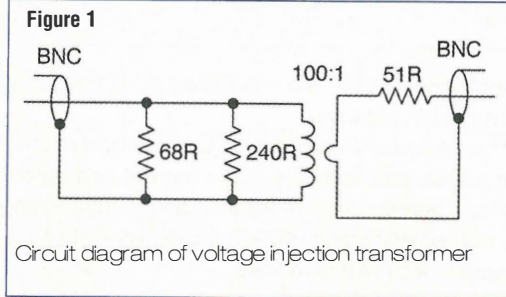 Figure 1
BNC
BNC
100:1
51R
68R
240R
Circuit diagram of voltage injection transformer